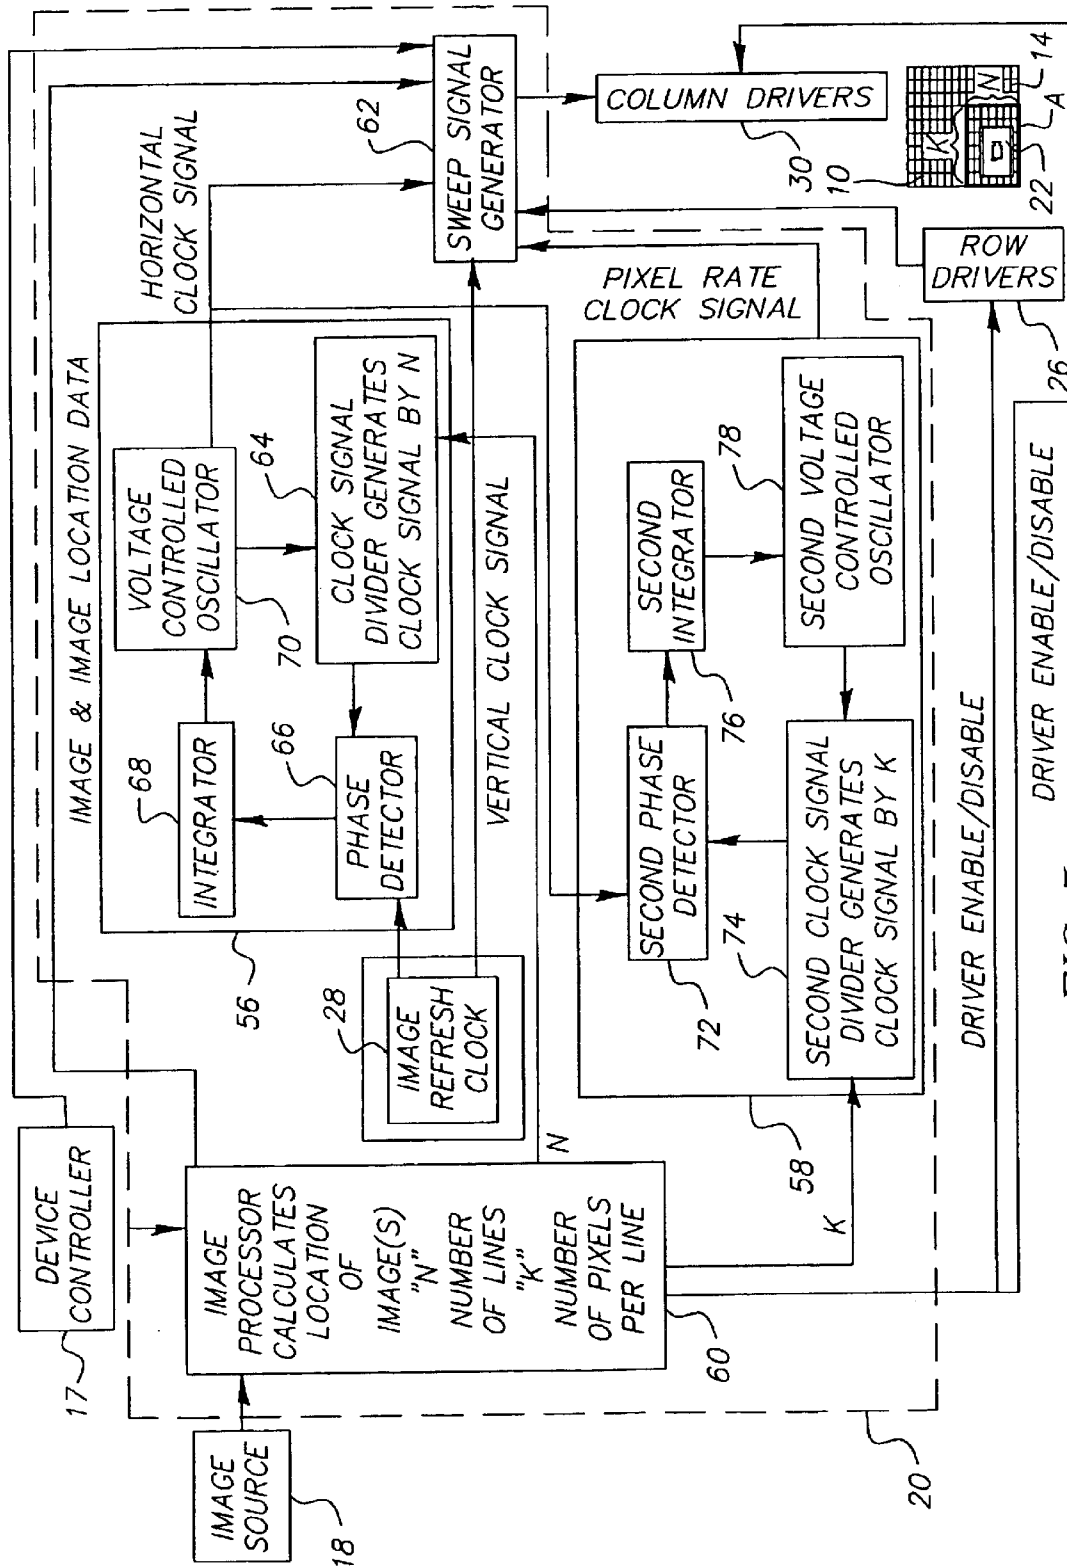 IMAGE
SOURCE
18
DEVICE
CONTROLLER
17
IMAGE
PROCESSOR
CALCULATES
LOCATION
OF
IMAGE(S)
"N"
NUMBER
OF LINES
"K"
NUMBER
OF PIXELS
PER LINE
60
20
IMAGE & IMAGE LOCATION DATA
56
INTEGRATOR
68
VOLTAGE
CONTROLLED
OSCILLATOR
70
PHASE
DETECTOR
66
CLOCK SIGNAL
DIVIDER GENERATES
CLOCK SIGNAL BY N
64
HORIZONTAL
CLOCK SIGNAL
IMAGE
REFRESH
CLOCK
28
N
VERTICAL CLOCK SIGNAL
SECOND PHASE
DETECTOR
72
SECOND
INTEGRATOR
76
SECOND CLOCK SIGNAL
DIVIDER GENERATES
CLOCK SIGNAL BY K
74
SECOND VOLTAGE
CONTROLLED
OSCILLATOR
78
58
K
PIXEL RATE
CLOCK SIGNAL
SWEEP SIGNAL
GENERATOR
62
COLUMN DRIVERS
30
10
K
N
14
A
22
ROW
DRIVERS
26
DRIVER ENABLE/DISABLE
DRIVER ENABLE/DISABLE